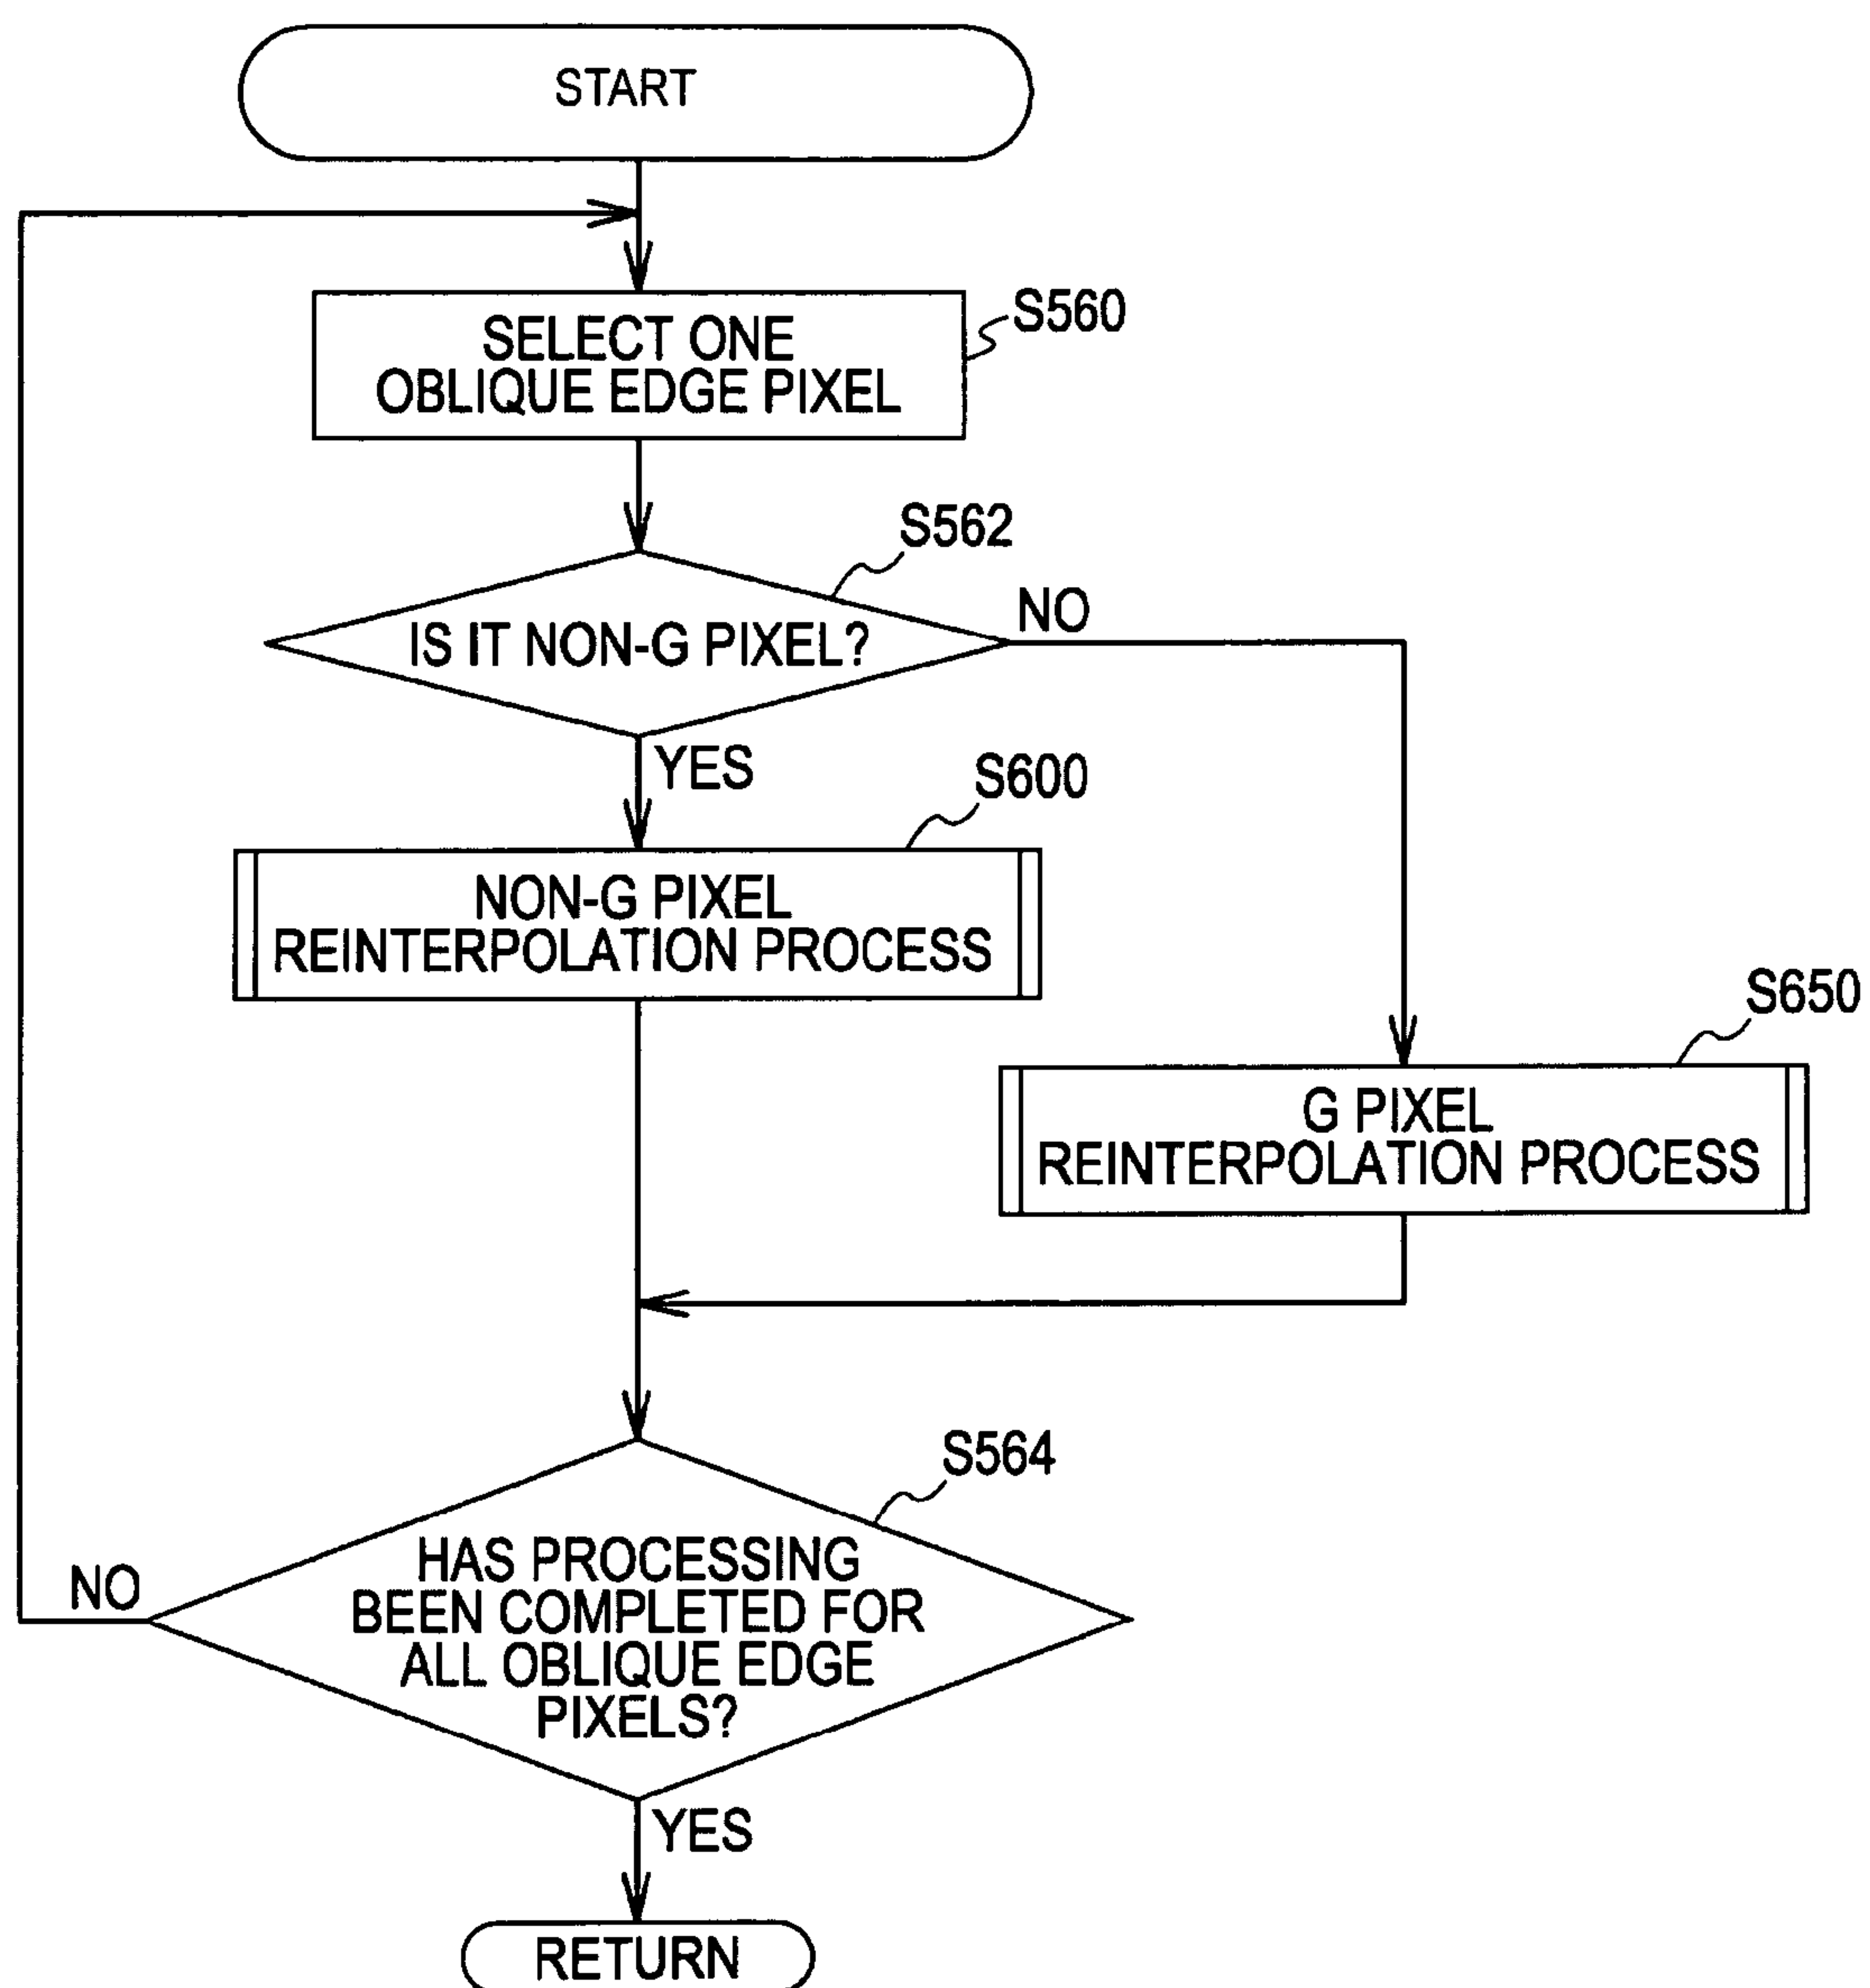 START
SELECT ONE
OBLIQUE EDGE PIXEL
S560
S562
IS IT NON-G PIXEL?
NO
YES
S600
NON-G PIXEL
REINTERPOLATION PROCESS
S650
G PIXEL
REINTERPOLATION PROCESS
S564
HAS PROCESSING
BEEN COMPLETED FOR
ALL OBLIQUE EDGE
PIXELS?
NO
YES
RETURN